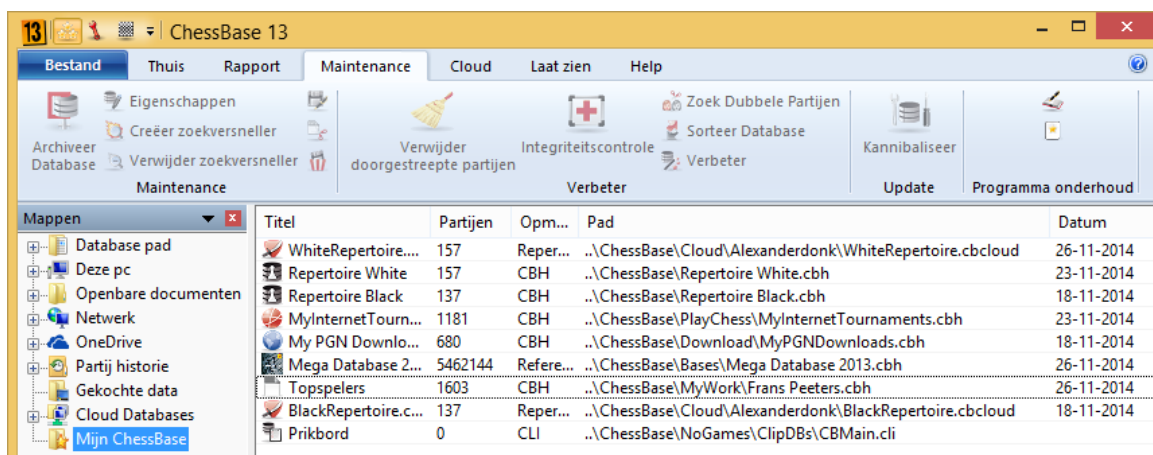 13 ChessBase 13
Bestand Thuis Rapport Maintenance Cloud Laat zien Help
Archiveer Database
Eigenschappen
Creëer zoekversneller
Verwijder zoekversneller
Maintenance
Verwijder doorgestreepte partijen
Integriteitscontrole
Zoek Dubbele Partijen
Sorteer Database
Verbeter
Verbeter
Kannibaliseer
Update
Programma onderhoud
Mappen
Database pad
Deze pc
Openbare documenten
Netwerk
OneDrive
Partij historie
Gekochte data
Cloud Databases
Mijn ChessBase
Titel Partijen Opm... Pad Datum
WhiteRepertoire.... 157 Reper... ..\ChessBase\Cloud\Alexanderdonk\WhiteRepertoire.cbcloud 26-11-2014
Repertoire White 157 CBH ..\ChessBase\Repertoire White.cbh 23-11-2014
Repertoire Black 137 CBH ..\ChessBase\Repertoire Black.cbh 18-11-2014
MyInternetTourn... 1181 CBH ..\ChessBase\PlayChess\MyInternetTournaments.cbh 23-11-2014
My PGN Downlo... 680 CBH ..\ChessBase\Download\MyPGNDownloads.cbh 18-11-2014
Mega Database 2... 5462144 Refere... ..\ChessBase\Bases\Mega Database 2013.cbh 26-11-2014
Topspelers 1603 CBH ..\ChessBase\MyWork\Frans Peeters.cbh 26-11-2014
BlackRepertoire.c... 137 Reper... ..\ChessBase\Cloud\Alexanderdonk\BlackRepertoire.cbcloud 18-11-2014
Prikbord 0 CLI ..\ChessBase\NoGames\ClipDBs\CBMain.cli